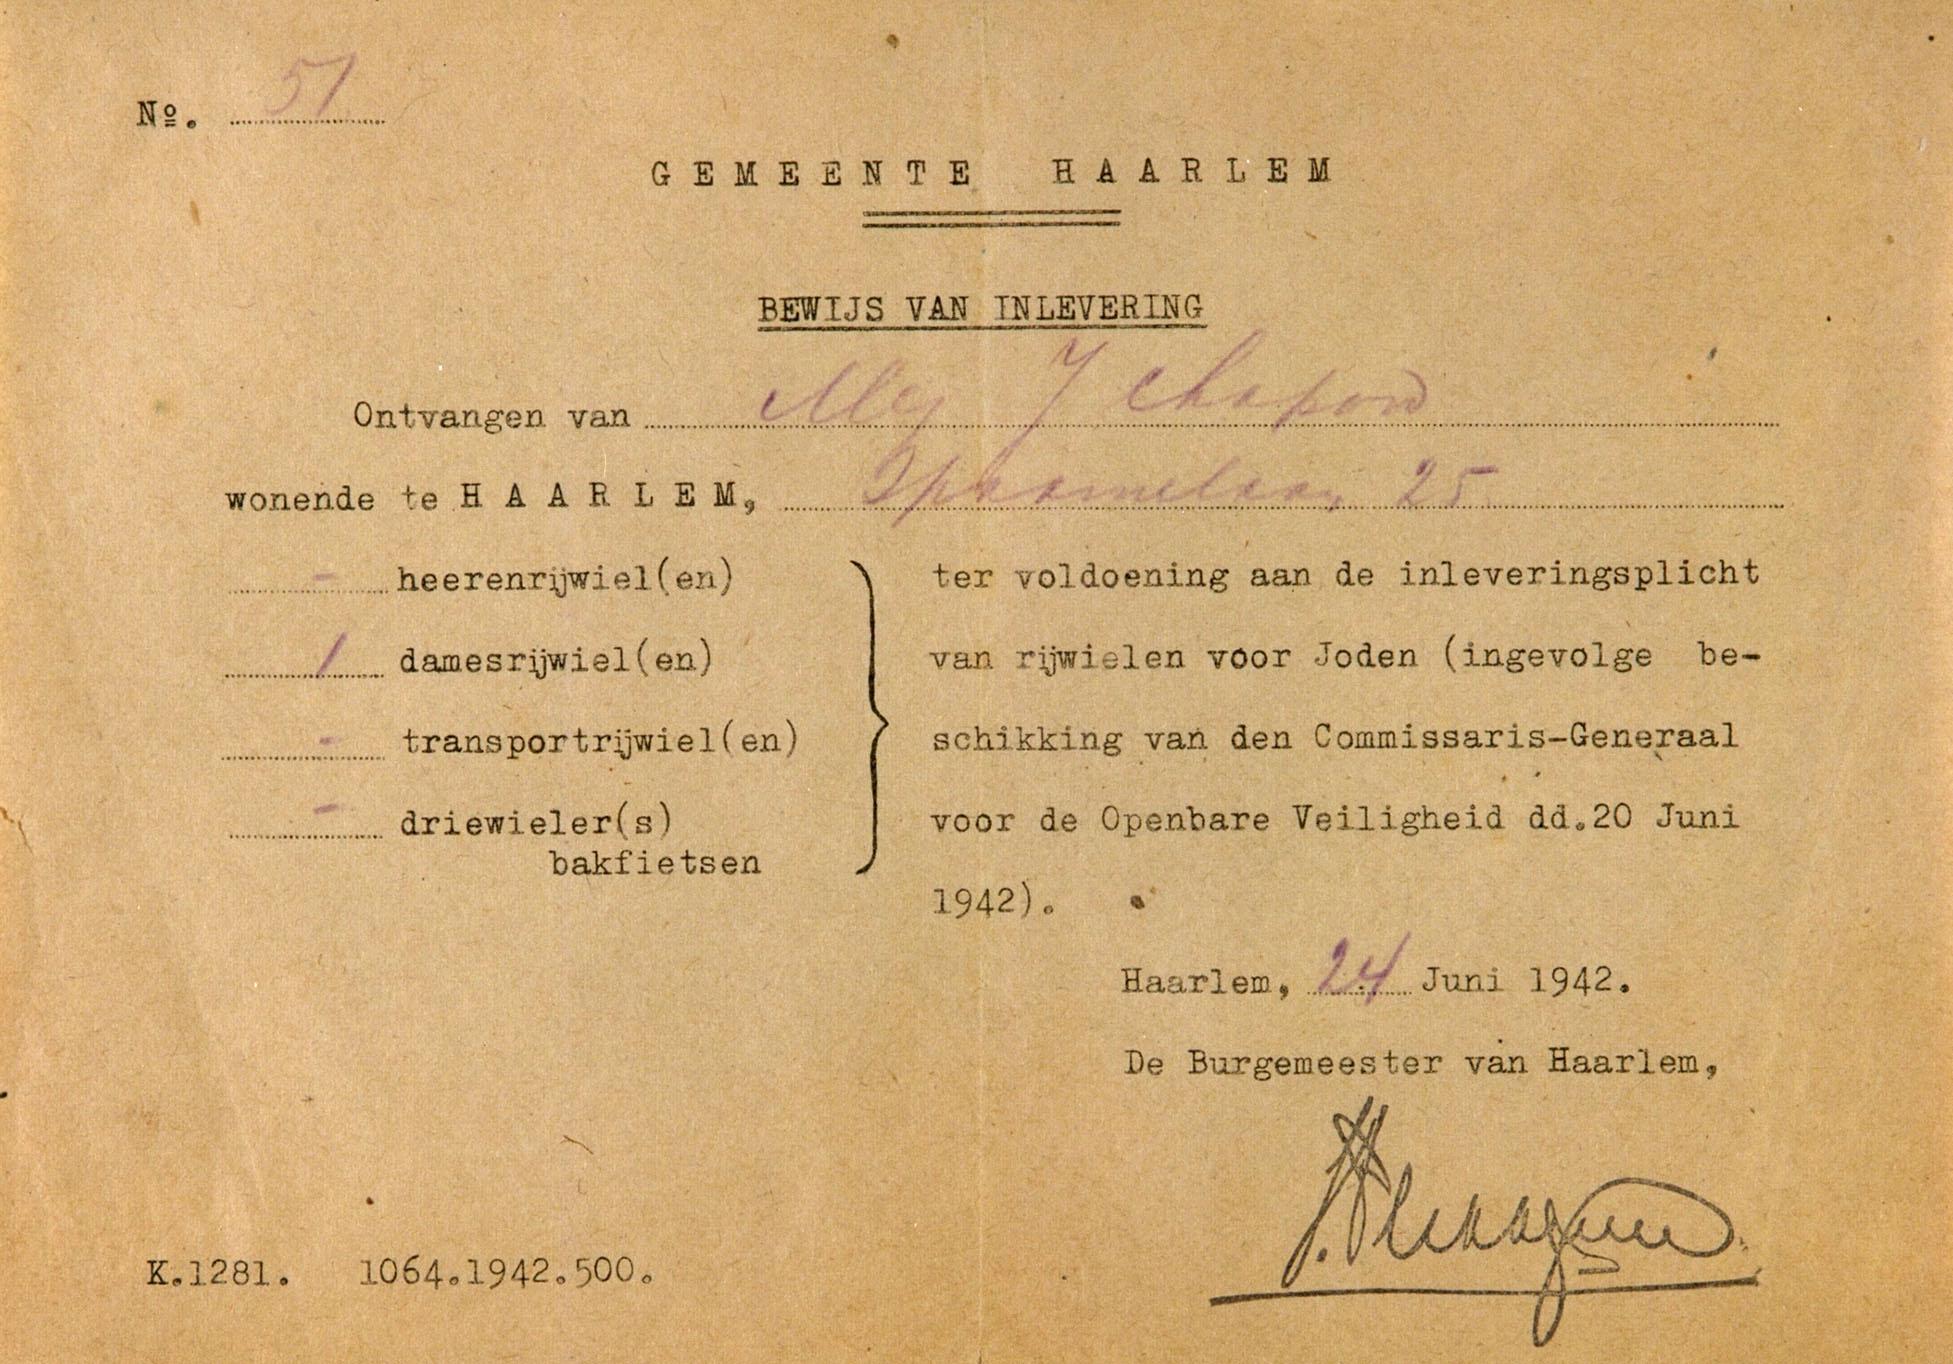 No. 51
GEMEENTE HAARLEM
BEWIJS VAN INLEVERING
Ontvangen van Mej J Chapon
wonende te HAARLEM, 25
- heerenrijwiel(en)
1 damesrijwiel(en)
- transportrijwiel(en)
- driewieler(s)
bakfietsen
ter voldoening aan de inleveringsplicht
van rijwielen voor Joden (ingevolge be-
schikking van den Commissaris-Generaal
voor de Openbare Veiligheid dd.20 Juni
1942).
Haarlem, 24 Juni 1942.
De Burgemeester van Haarlem,
K.1281. 1064.1942.500.